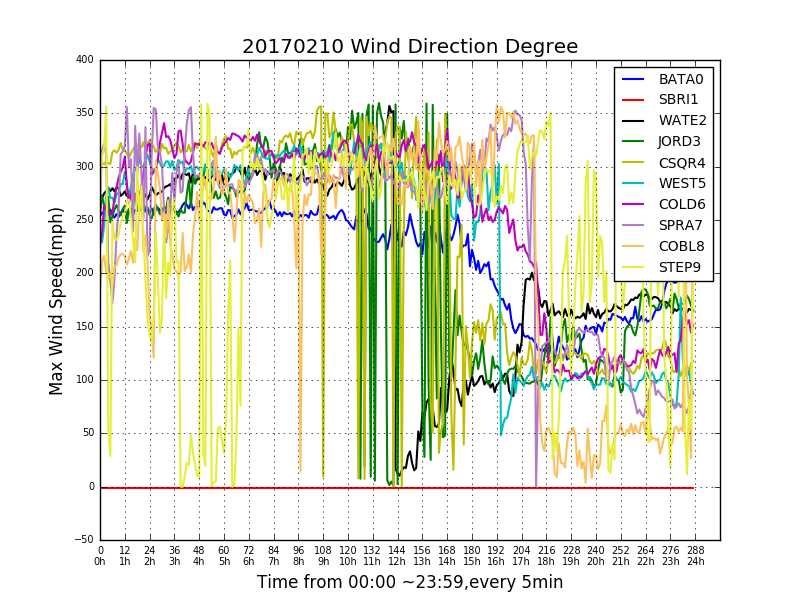 20170210 Wind Direction Degree
Max Wind Speed(mph)
400
350
300
250
200
150
100
50
0
−50
BATA0
SBRI1
WATE2
JORD3
CSQR4
WEST5
COLD6
SPRA7
COBL8
STEP9
0 12 24 36 48 60 72 84 96 108 120 132 144 156 168 180 192 204 216 228 240 252 264 276 288
0h 1h 2h 3h 4h 5h 6h 7h 8h 9h 10h 11h 12h 13h 14h 15h 16h 17h 18h 19h 20h 21h 22h 23h 24h
Time from 00:00 ~23:59,every 5min